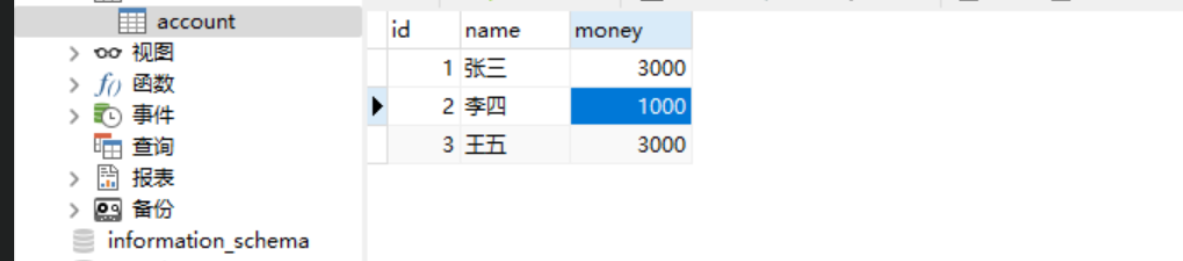 account
视图
f() 函数
事件
查询
报表
备份
information_schema
id name money
1 张三 3000
2 李四 1000
3 王五 3000